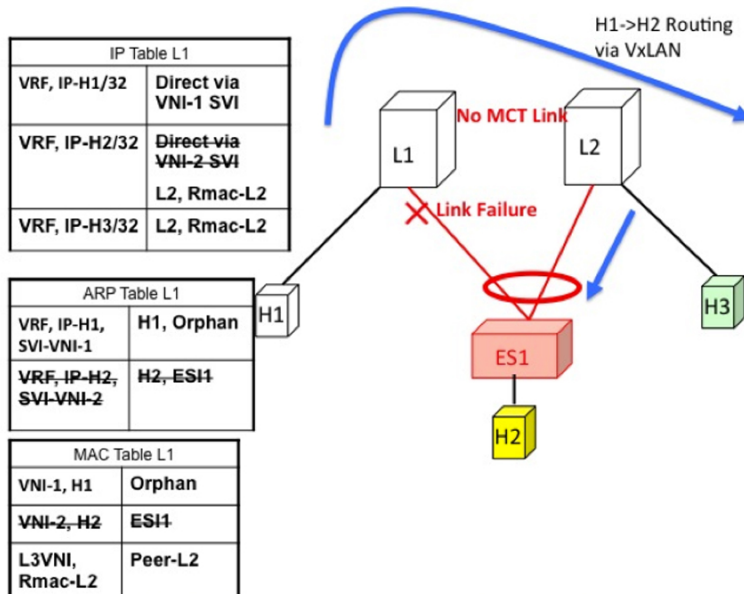 H1->H2 Routing
via VxLAN
IP Table L1
VRF, IP-H1/32
Direct via
VNI-1 SVI
VRF, IP-H2/32
Direct via
VNI-2 SVI
L2, Rmac-L2
VRF, IP-H3/32
L2, Rmac-L2
No MCT Link
L1
L2
Link Failure
ARP Table L1
VRF, IP-H1,
SVI-VNI-1
H1, Orphan
VRF, IP-H2,
SVI-VNI-2
H2, ESI1
H1
H3
ES1
H2
MAC Table L1
VNI-1, H1
Orphan
VNI-2, H2
ESI1
L3VNI,
Rmac-L2
Peer-L2